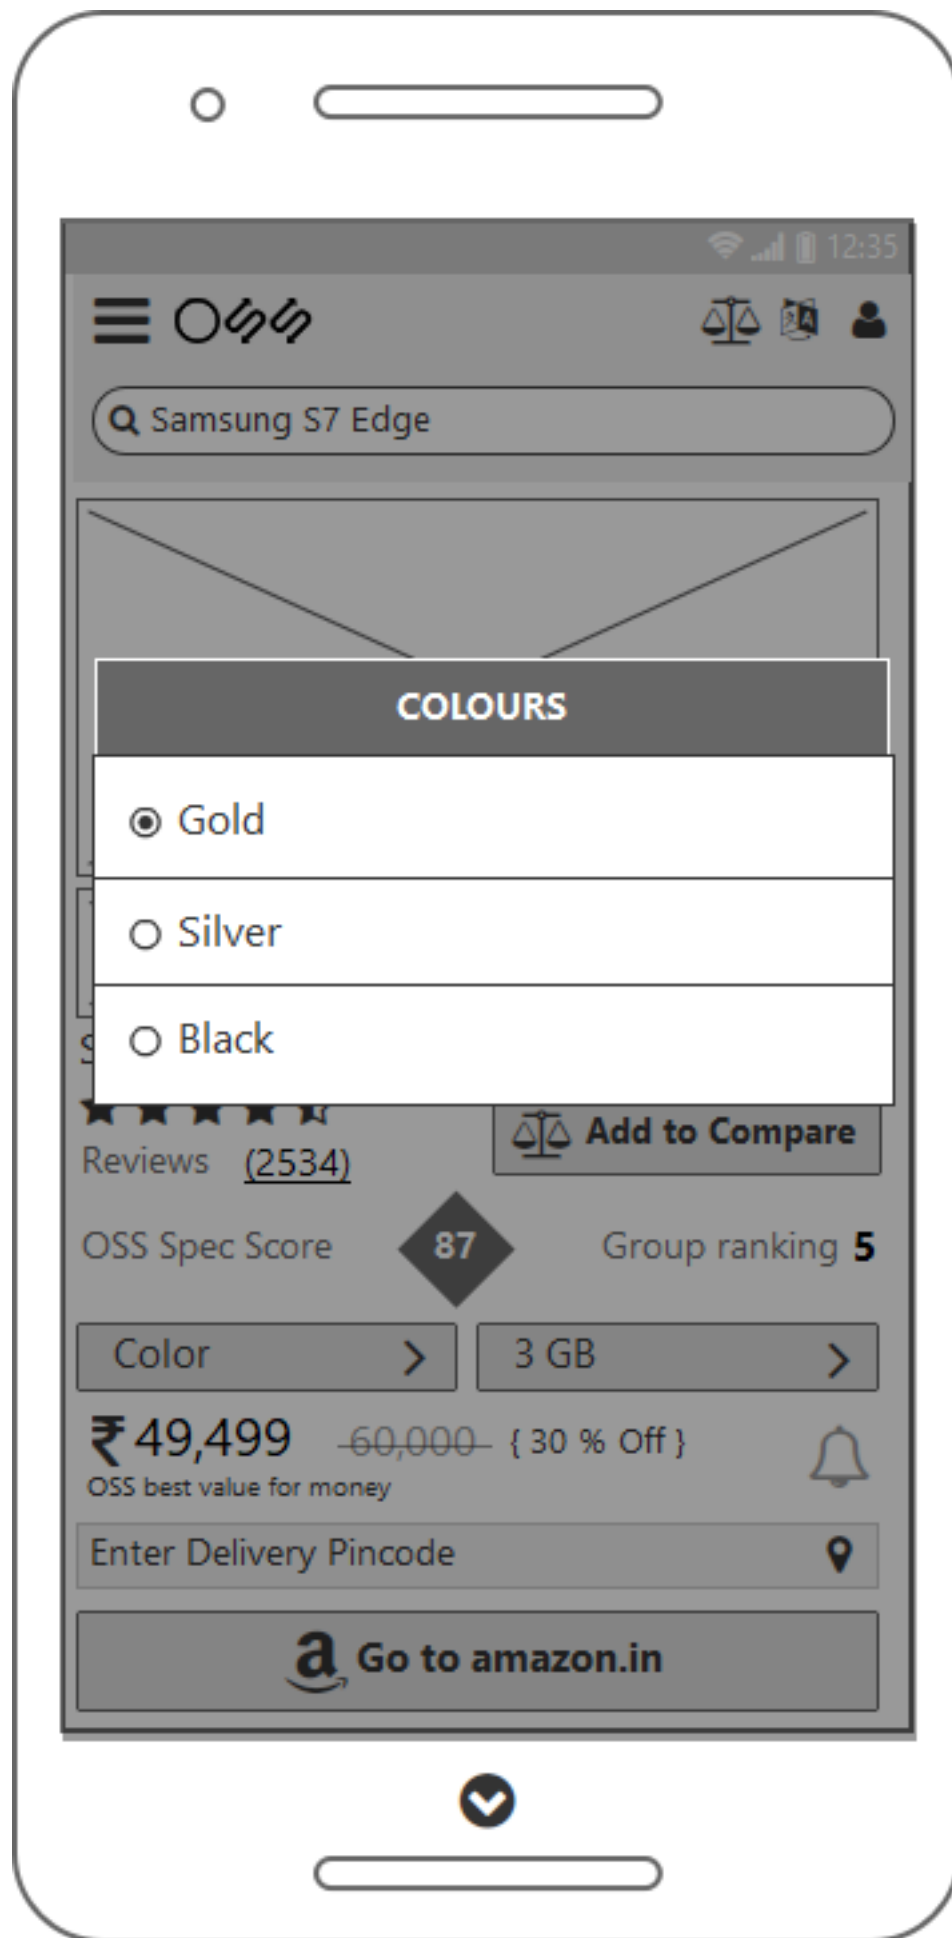 12:35
OSS
Samsung S7 Edge
COLOURS
Gold
Silver
Black
Add to Compare
Reviews (2534)
OSS Spec Score 87 Group ranking 5
Color 3 GB
₹ 49,499 60,000 { 30 % Off }
OSS best value for money
Enter Delivery Pincode
a Go to amazon.in